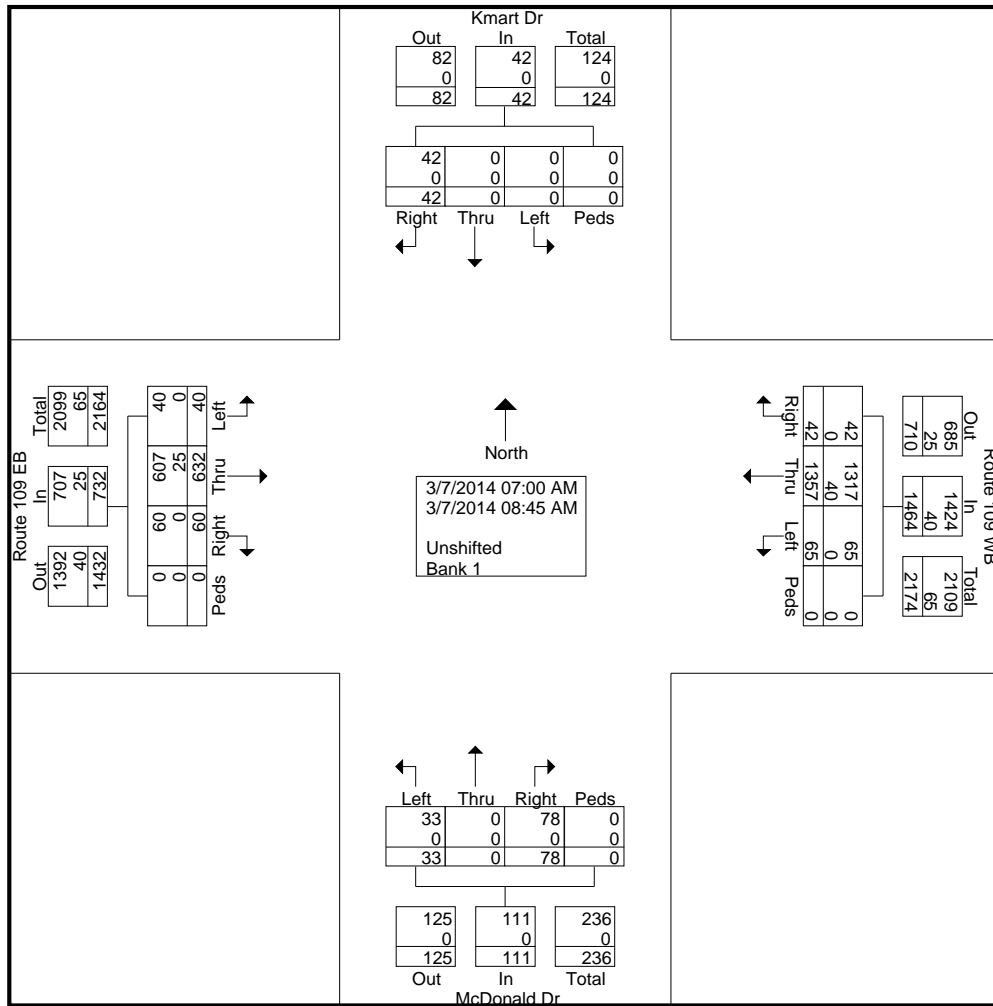 Kmart Dr
Out In Total
82 42 124
0 0 0
82 42 124
42 0 0 0
0 0 0 0
42 0 0 0
Right Thru Left Peds
Route 109 EB
Total In Out
2099 707 1392
65 25 40
2164 732 1432
40 607 60 0
0 25 0 0
40 632 60 0
Left Thru Right Peds
North
3/7/2014 07:00 AM
3/7/2014 08:45 AM
Unshifted
Bank 1
Route 109 WB
Out In Total
685 1424 2109
25 40 65
710 1464 2174
42 1317 65 0
0 40 0 0
42 1357 65 0
Right Thru Left Peds
Left Thru Right Peds
33 0 78 0
0 0 0 0
33 0 78 0
125 111 236
0 0 0
125 111 236
Out In Total
McDonald Dr